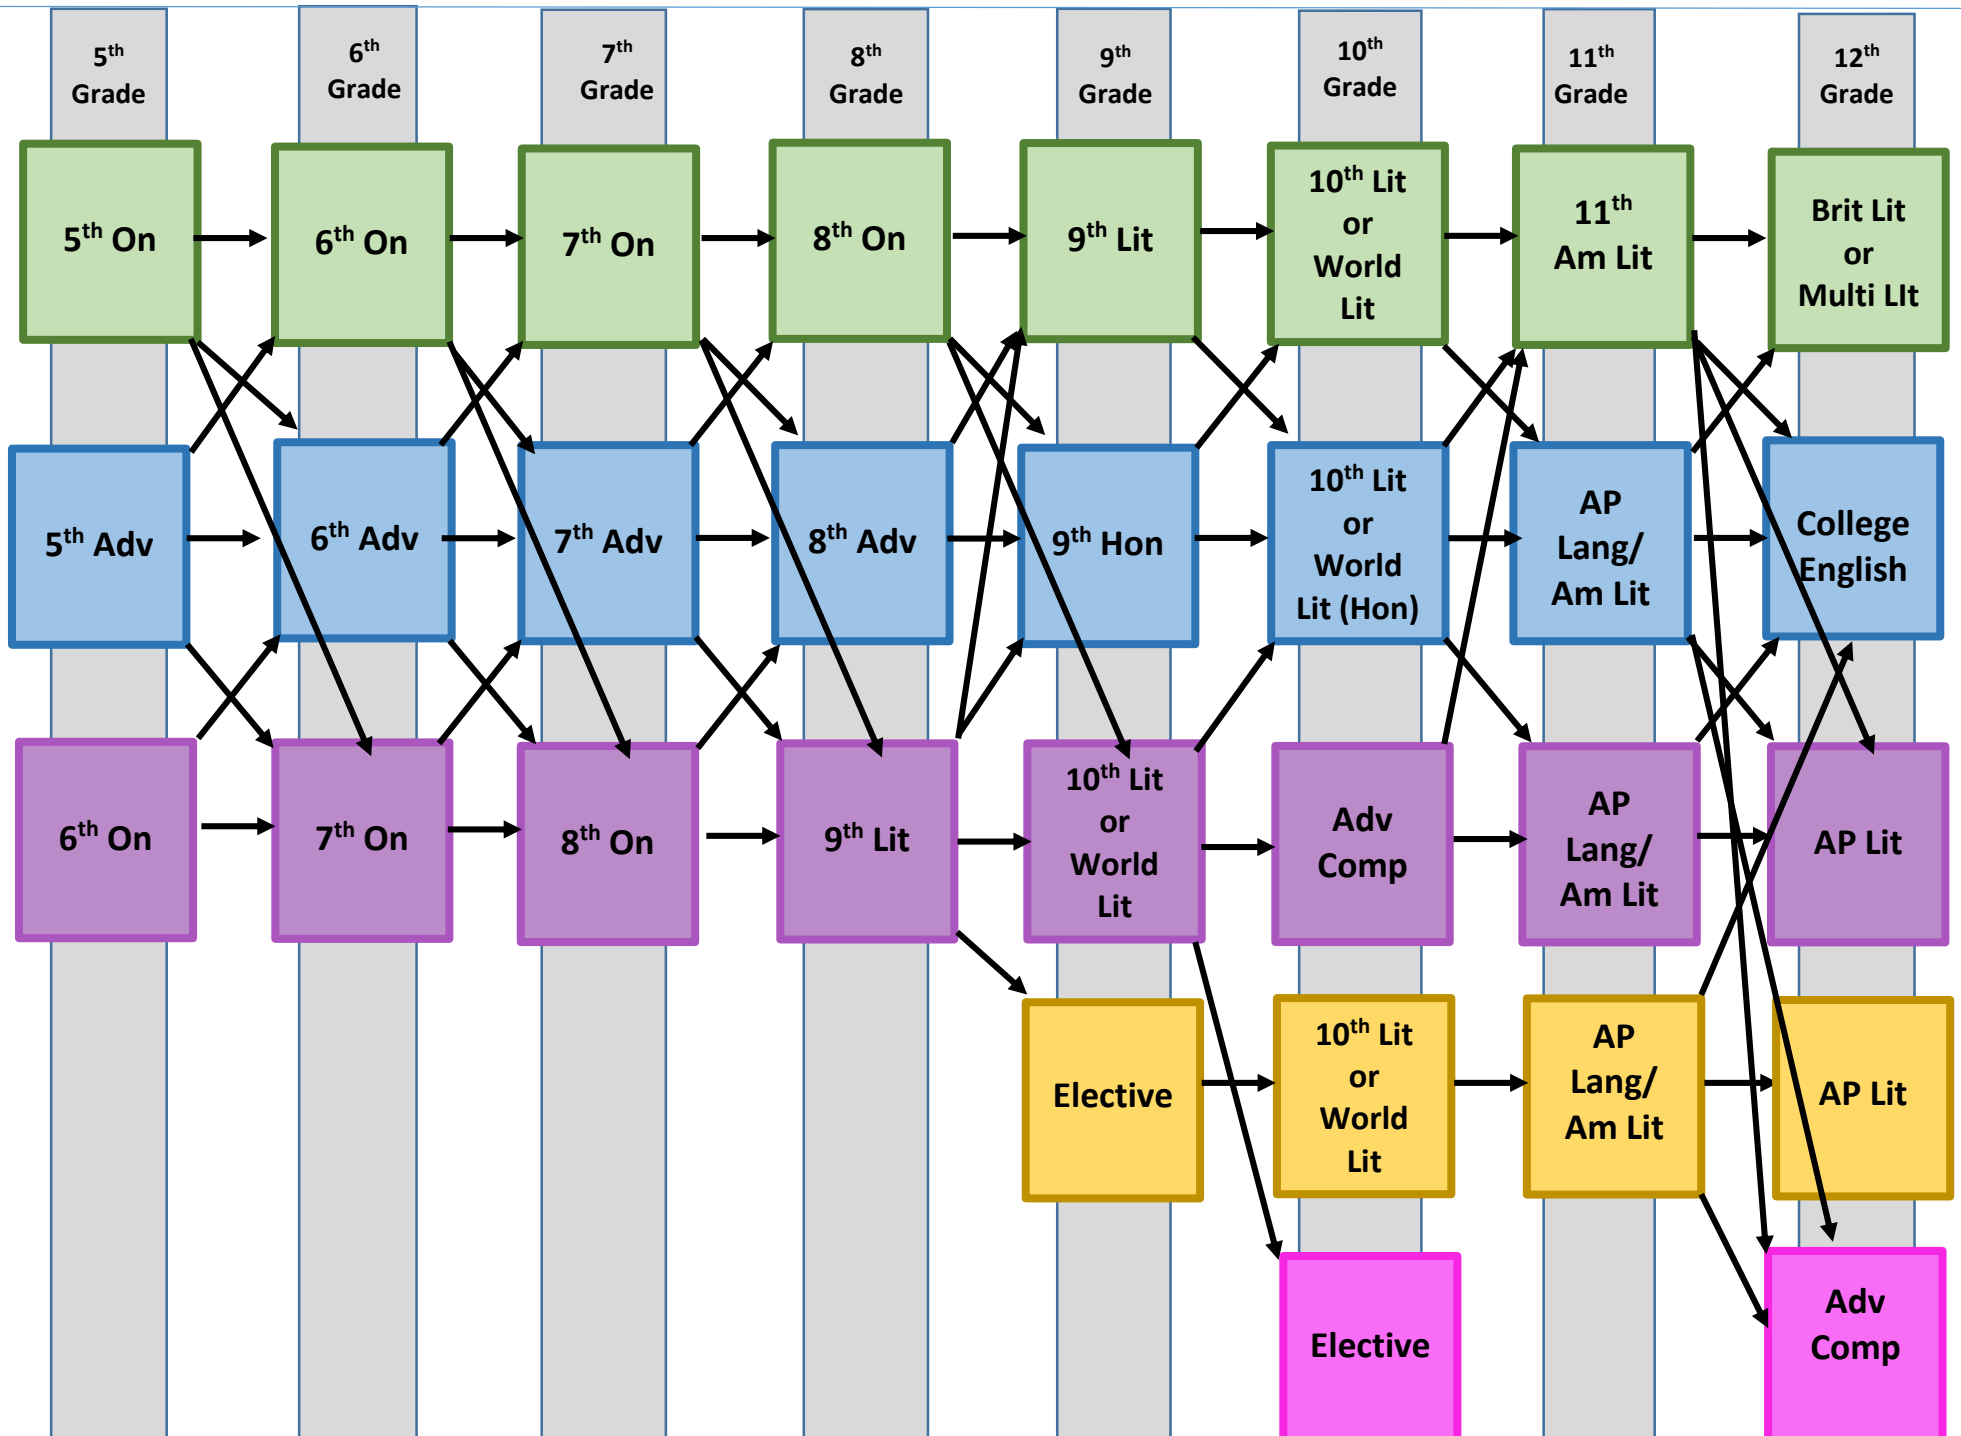 5th Grade
6th Grade
7th Grade
8th Grade
9th Grade
10th Grade
11th Grade
12th Grade
5th On
6th On
7th On
8th On
9th Lit
10th Lit
or
World
Lit
11th
Am Lit
Brit Lit
or
Multi LIt
5th Adv
6th Adv
7th Adv
8th Adv
9th Hon
10th Lit
or
World
Lit (Hon)
AP
Lang/
Am Lit
College
English
6th On
7th On
8th On
9th Lit
10th Lit
or
World
Lit
Adv
Comp
AP
Lang/
Am Lit
AP Lit
Elective
10th Lit
or
World
Lit
AP
Lang/
Am Lit
AP Lit
Elective
Adv
Comp